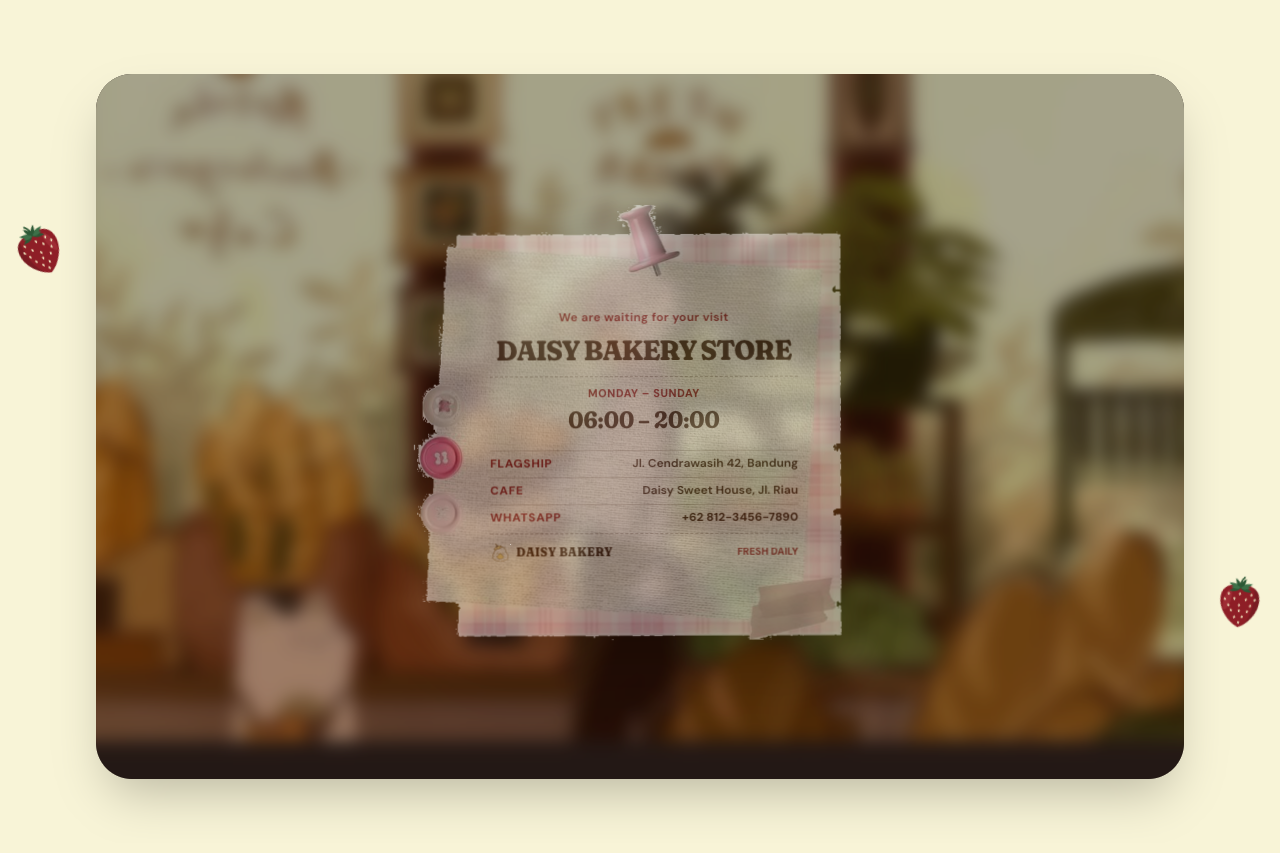 We are waiting for your visit
DAISY BAKERY STORE
MONDAY – SUNDAY
06:00 – 20:00
FLAGSHIP Jl. Cendrawasih 42, Bandung
CAFE Daisy Sweet House, Jl. Riau
WHATSAPP +62 812-3456-7890
DAISY BAKERY FRESH DAILY